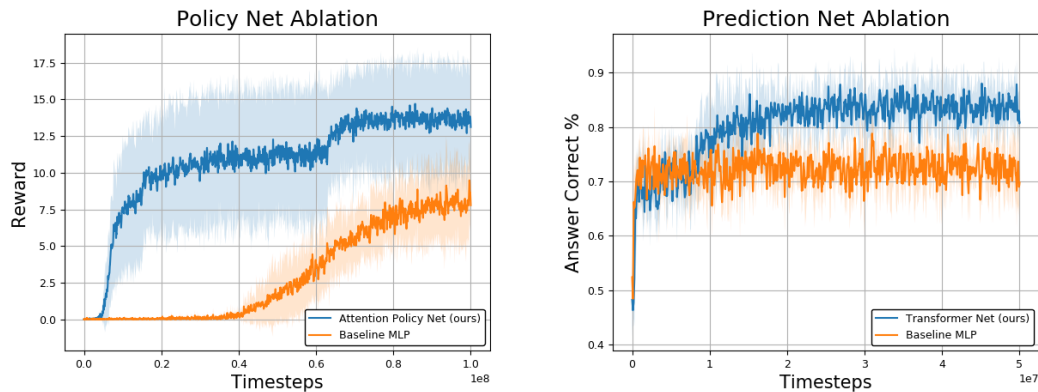 Policy Net Ablation
Reward
17.5
15.0
12.5
10.0
7.5
5.0
2.5
0.0
Attention Policy Net (ours)
Baseline MLP
0.0 0.2 0.4 0.6 0.8 1.0
1e8
Timesteps
Prediction Net Ablation
Answer Correct %
0.9
0.8
0.7
0.6
0.5
0.4
Transformer Net (ours)
Baseline MLP
0 1 2 3 4 5
1e7
Timesteps